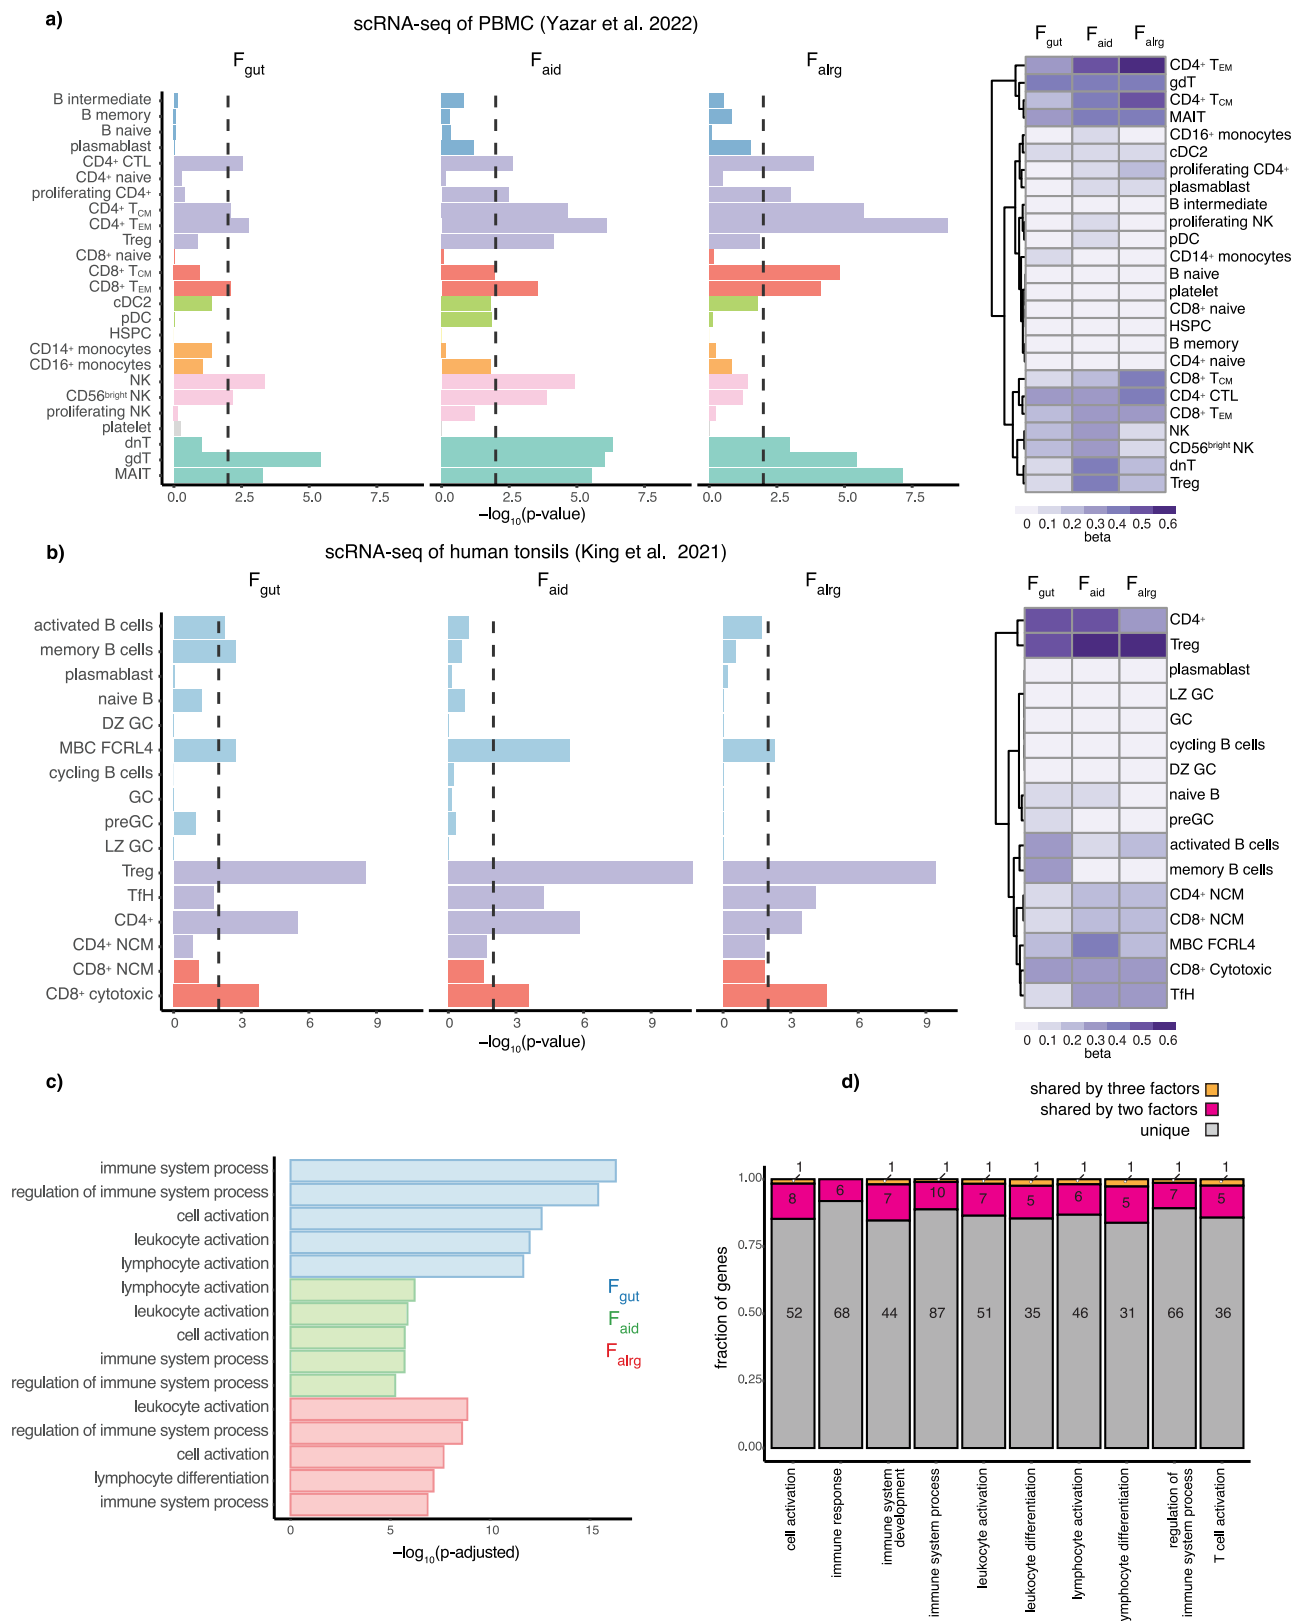 a)
scRNA-seq of PBMC (Yazar et al. 2022)
F gut
F aid
F alrg
B intermediate
B memory
B naive
plasmablast
CD4+ CTL
CD4+ naive
proliferating CD4+
CD4+ TCM
CD4+ TEM
Treg
CD8+ naive
CD8+ TCM
CD8+ TEM
cDC2
pDC
HSPC
CD14+ monocytes
CD16+ monocytes
NK
CD56bright NK
proliferating NK
platelet
dnT
gdT
MAIT
0.0 2.5 5.0 7.5
0.0 2.5 5.0 7.5
0.0 2.5 5.0 7.5
−log10(p-value)
F gut F aid F alrg
CD4+ TEM
gdT
CD4+ TCM
MAIT
CD16+ monocytes
cDC2
proliferating CD4+
plasmablast
B intermediate
proliferating NK
pDC
CD14+ monocytes
B naive
platelet
CD8+ naive
HSPC
B memory
CD4+ naive
CD8+ TCM
CD4+ CTL
CD8+ TEM
NK
CD56bright NK
dnT
Treg
0 0.1 0.2 0.3 0.4 0.5 0.6
beta
b)
scRNA-seq of human tonsils (King et al. 2021)
F gut
F aid
F alrg
activated B cells
memory B cells
plasmablast
naive B
DZ GC
MBC FCRL4
cycling B cells
GC
preGC
LZ GC
Treg
TfH
CD4+
CD4+ NCM
CD8+ NCM
CD8+ cytotoxic
0 3 6 9
0 3 6 9
0 3 6 9
−log10(p-value)
F gut F aid F alrg
CD4+
Treg
plasmablast
LZ GC
GC
cycling B cells
DZ GC
naive B
preGC
activated B cells
memory B cells
CD4+ NCM
CD8+ NCM
MBC FCRL4
CD8+ Cytotoxic
TfH
0 0.1 0.2 0.3 0.4 0.5 0.6
beta
c)
immune system process
regulation of immune system process
cell activation
leukocyte activation
lymphocyte activation
lymphocyte activation
leukocyte activation
cell activation
immune system process
regulation of immune system process
leukocyte activation
regulation of immune system process
cell activation
lymphocyte differentiation
immune system process
F gut
F aid
F alrg
0 5 10 15
−log10(p-adjusted)
d)
shared by three factors
shared by two factors
unique
1 1 1 1 1 1 1 1 1
8 6 7 10 7 5 6 5 7 5
52 68 44 87 51 35 46 31 66 36
1.00
0.75
0.50
0.25
0.00
fraction of genes
cell activation
immune response
immune system
development
immune system process
leukocyte activation
leukocyte differentiation
lymphocyte activation
ymphocyte differentiation
regulation of
immune system process
T cell activation